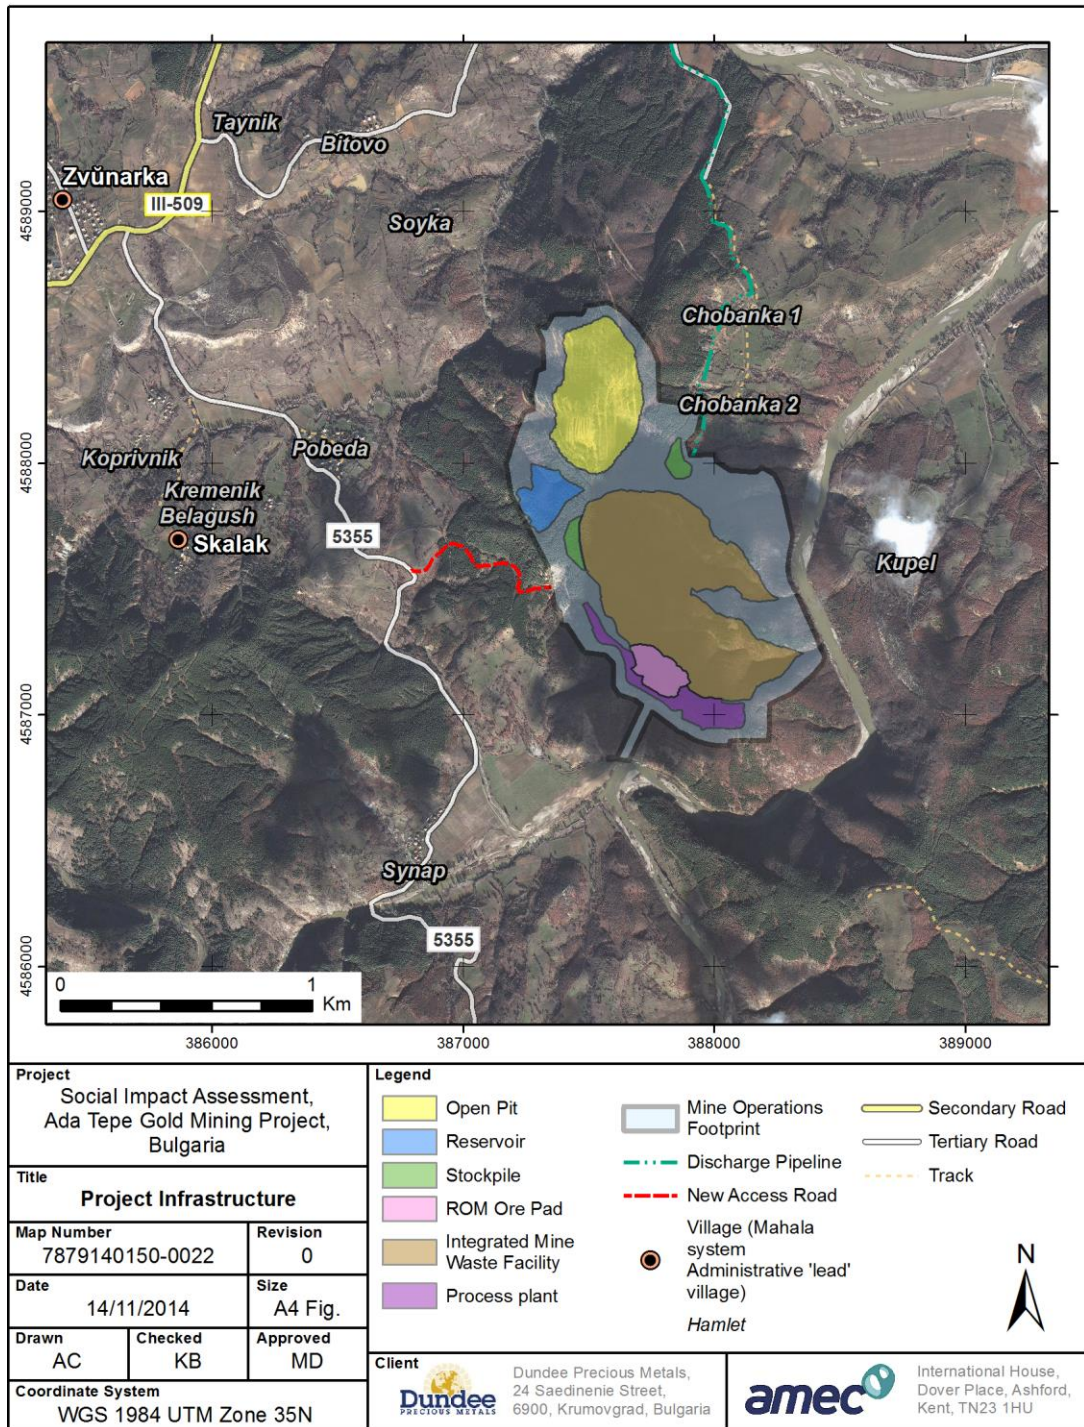 Taynik
Bitovo
Zvŭnarka
III-509
Soyka
Chobanka 1
Chobanka 2
Koprivnik
Pobeda
Kremenik
Belagush
Skalak
5355
Kupel
Synap
5355
4589000
4588000
4587000
4586000
0 1
Km
386000 387000 388000 389000
Project
Social Impact Assessment,
Ada Tepe Gold Mining Project,
Bulgaria
Title
Project Infrastructure
Map Number
7879140150-0022
Revision
0
Date
14/11/2014
Size
A4 Fig.
Drawn
AC
Checked
KB
Approved
MD
Coordinate System
WGS 1984 UTM Zone 35N
Legend
Open Pit
Reservoir
Stockpile
ROM Ore Pad
Integrated Mine
Waste Facility
Process plant
Mine Operations
Footprint
Discharge Pipeline
New Access Road
Village (Mahala
system
Administrative 'lead'
village)
Hamlet
Secondary Road
Tertiary Road
Track
N
Client
Dundee
PRECIOUS METALS
Dundee Precious Metals,
24 Saedinenie Street,
6900, Krumovgrad, Bulgaria
amec
International House,
Dover Place, Ashford,
Kent, TN23 1HU